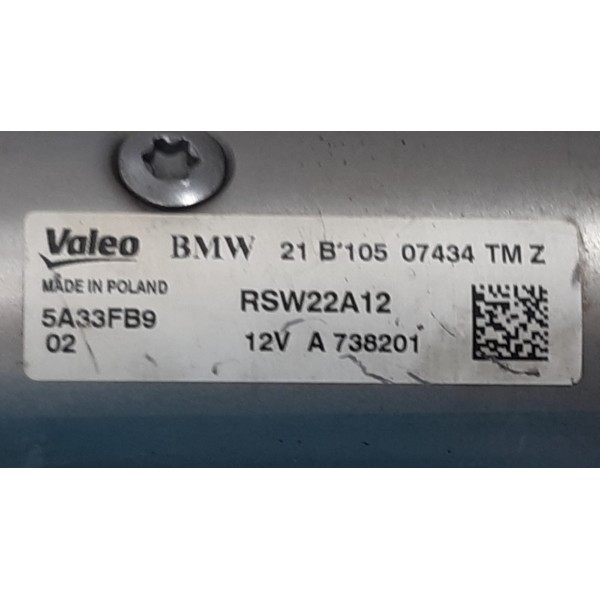 Valeo BMW 21 B'105 07434 TM Z
MADE IN POLAND
5A33FB9 RSW22A12
02 12V A 738201